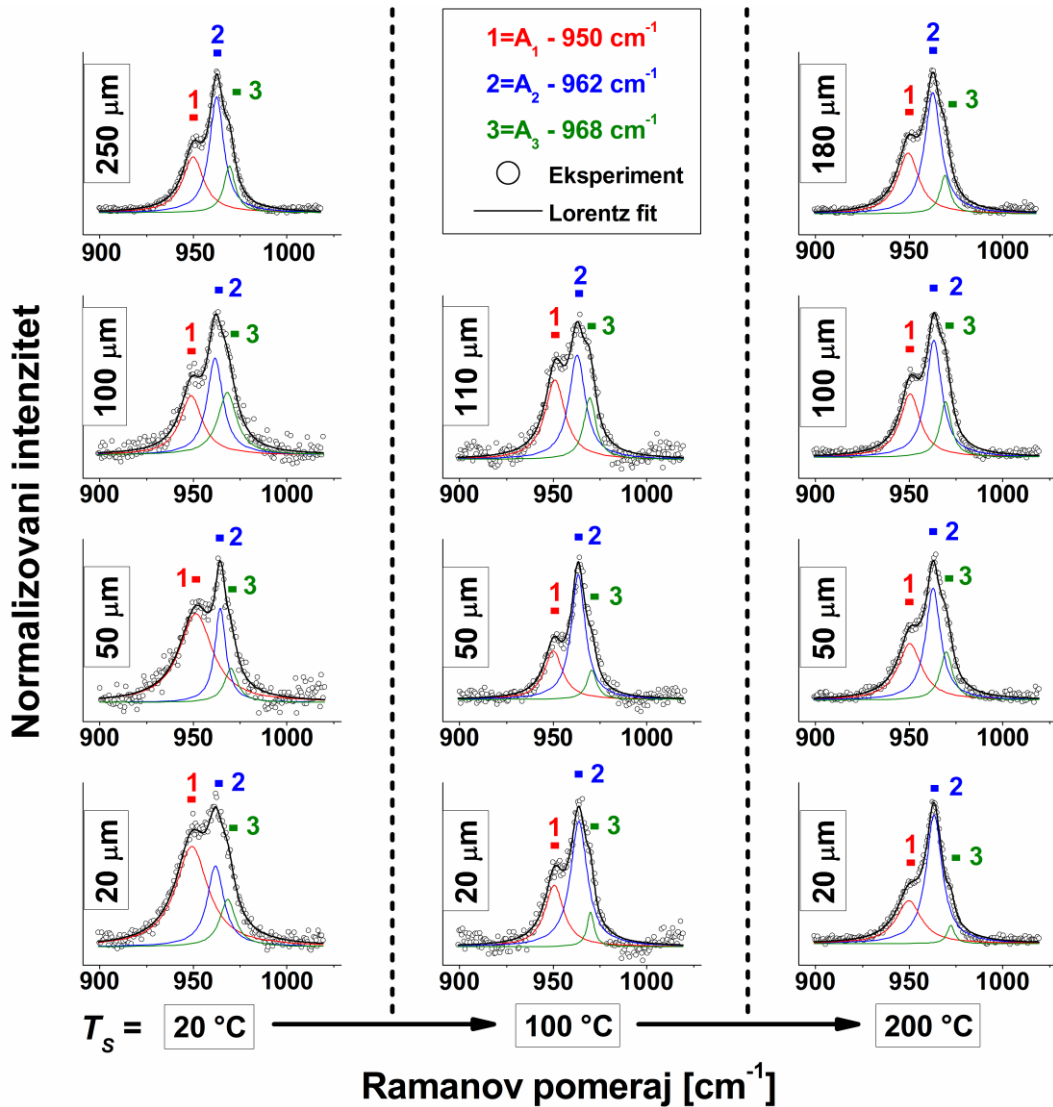 Normalizovani intenzitet
1=A₁ - 950 cm⁻¹
2=A₂ - 962 cm⁻¹
3=A₃ - 968 cm⁻¹
Eksperiment
Lorentz fit
250 µm
1 2 3
900 950 1000
180 µm
1 2 3
900 950 1000
100 µm
1 2 3
900 950 1000
110 µm
1 2 3
900 950 1000
100 µm
1 2 3
900 950 1000
50 µm
1 2 3
900 950 1000
50 µm
1 2 3
900 950 1000
50 µm
1 2 3
900 950 1000
20 µm
1 2 3
900 950 1000
20 µm
1 2 3
900 950 1000
20 µm
1 2 3
900 950 1000
Tₛ = 20 °C 100 °C 200 °C
Ramanov pomeraj [cm⁻¹]